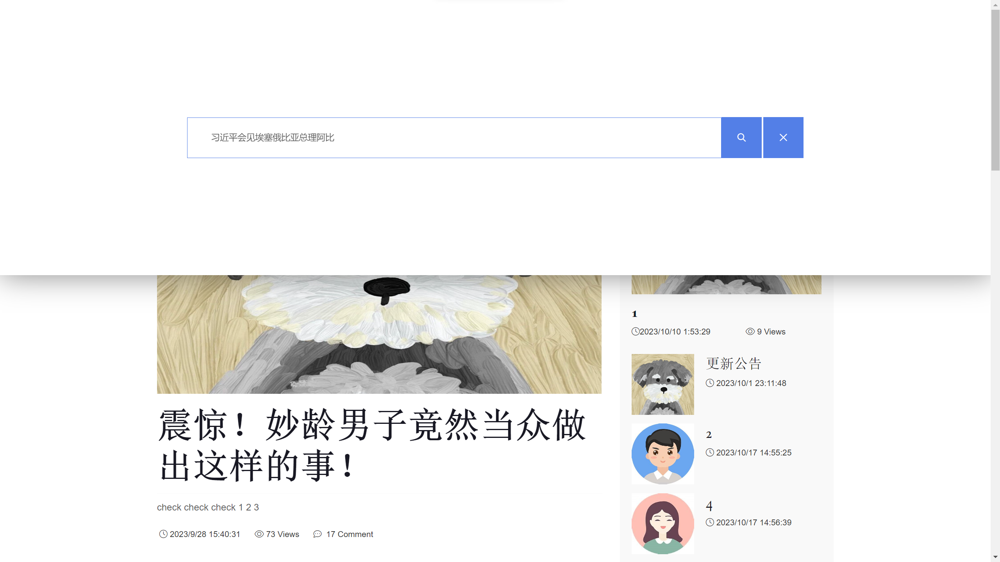 习近平会见埃塞俄比亚总理阿比
震惊！妙龄男子竟然当众做
出这样的事！
check check check 1 2 3
2023/9/28 15:40:31 73 Views 17 Comment
1
2023/10/10 1:53:29 9 Views
更新公告
2023/10/1 23:11:48
2
2023/10/17 14:55:25
4
2023/10/17 14:56:39